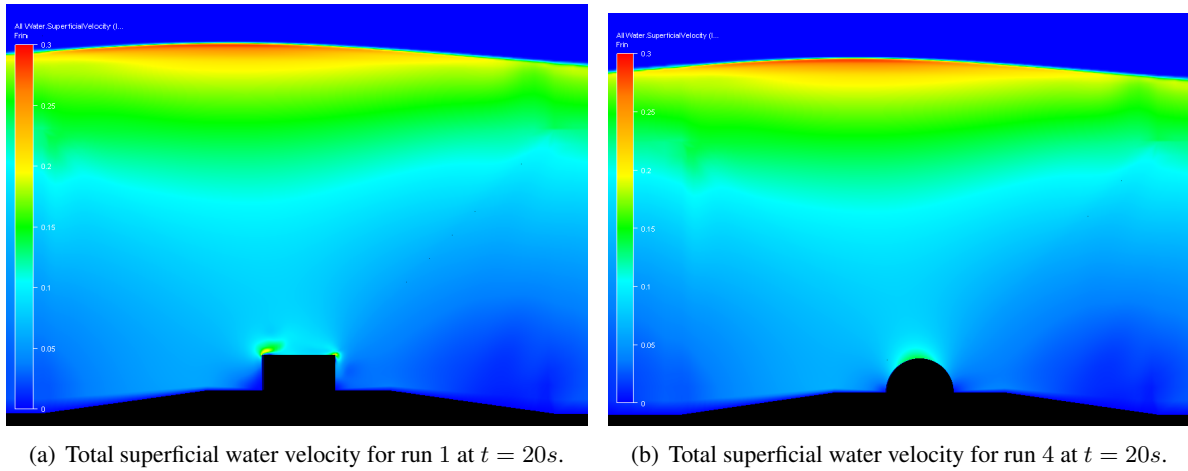 All Water.SuperficialVelocity (I...
Frin
0.3
0.25
0.2
0.15
0.1
0.05
0
All Water.SuperficialVelocity (I...
Frin
0.3
0.25
0.2
0.15
0.1
0.05
0
(a) Total superficial water velocity for run 1 at t = 20s.
(b) Total superficial water velocity for run 4 at t = 20s.